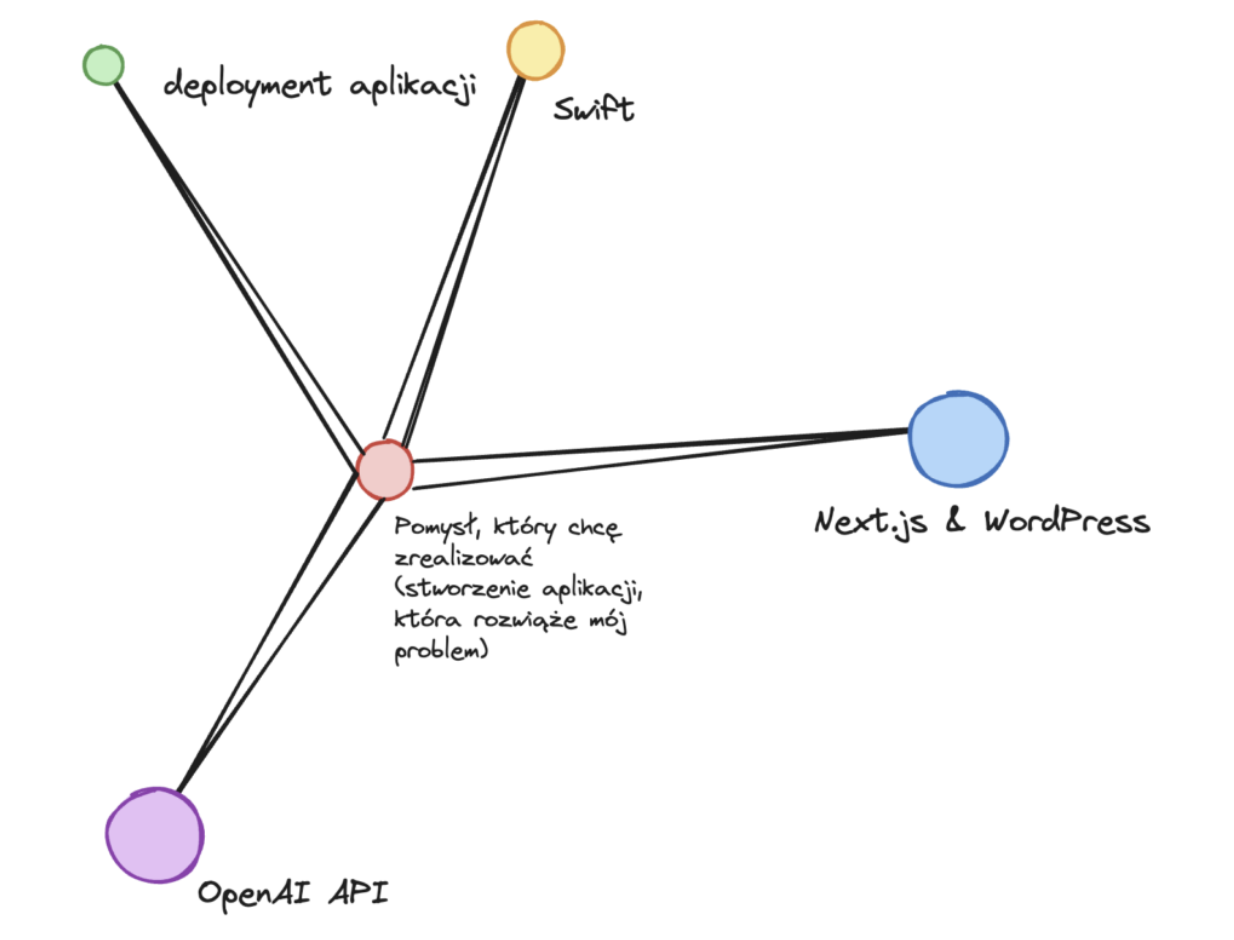 deployment aplikacji
Swift
Next.js & WordPress
Pomysł, który chcę
zrealizować
(stworzenie aplikacji,
która rozwiąże mój
problem)
OpenAI API